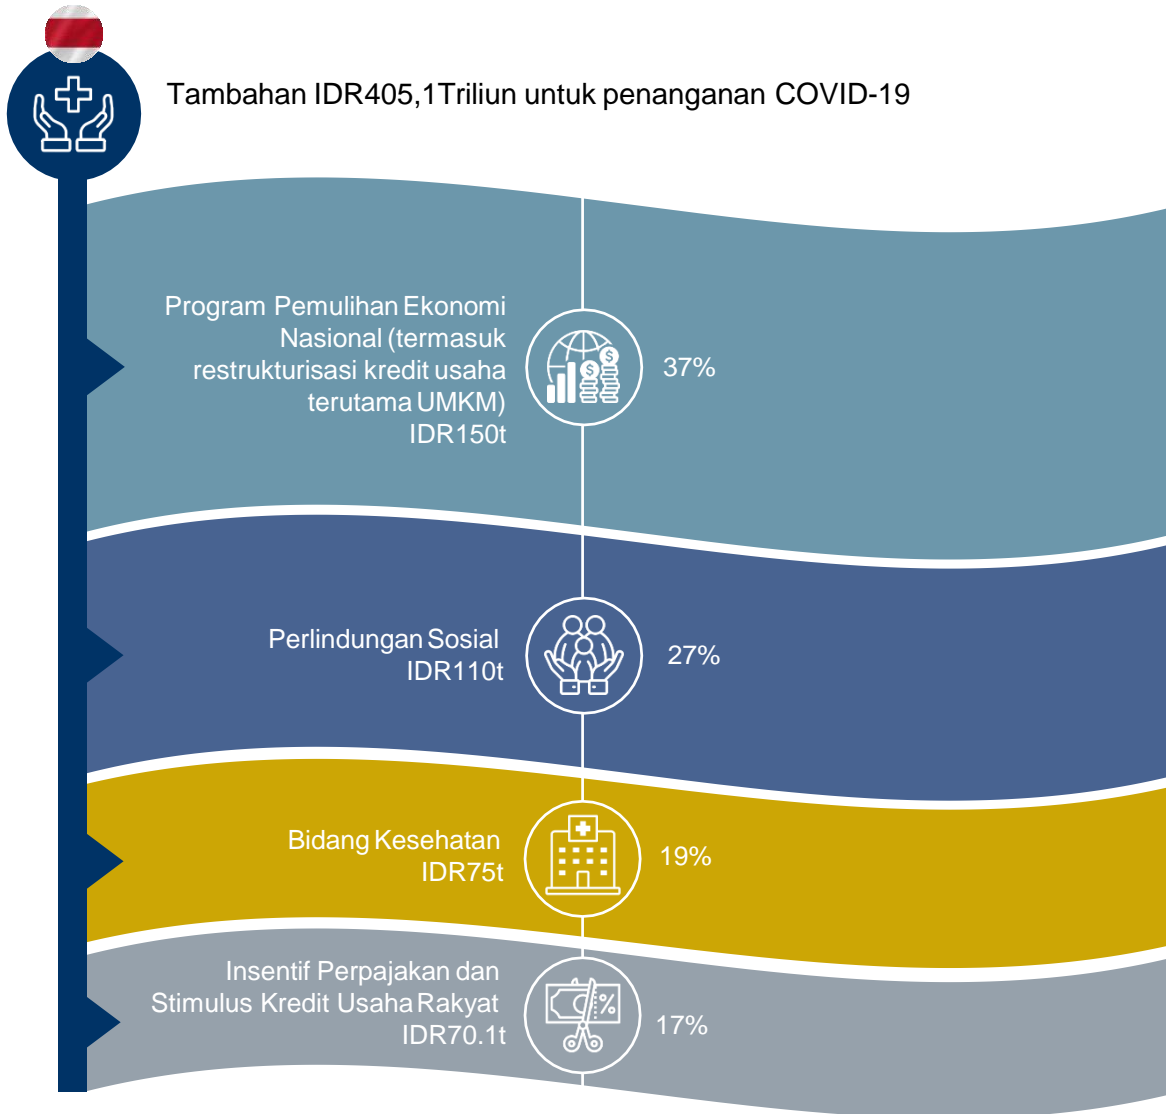 Tambahan IDR405,1Triliun untuk penanganan COVID-19
Program Pemulihan Ekonomi
Nasional (termasuk
restrukturisasi kredit usaha
terutama UMKM)
IDR150t
37%
Perlindungan Sosial
IDR110t
27%
Bidang Kesehatan
IDR75t
19%
Insentif Perpajakan dan
Stimulus Kredit Usaha Rakyat
IDR70.1t
17%